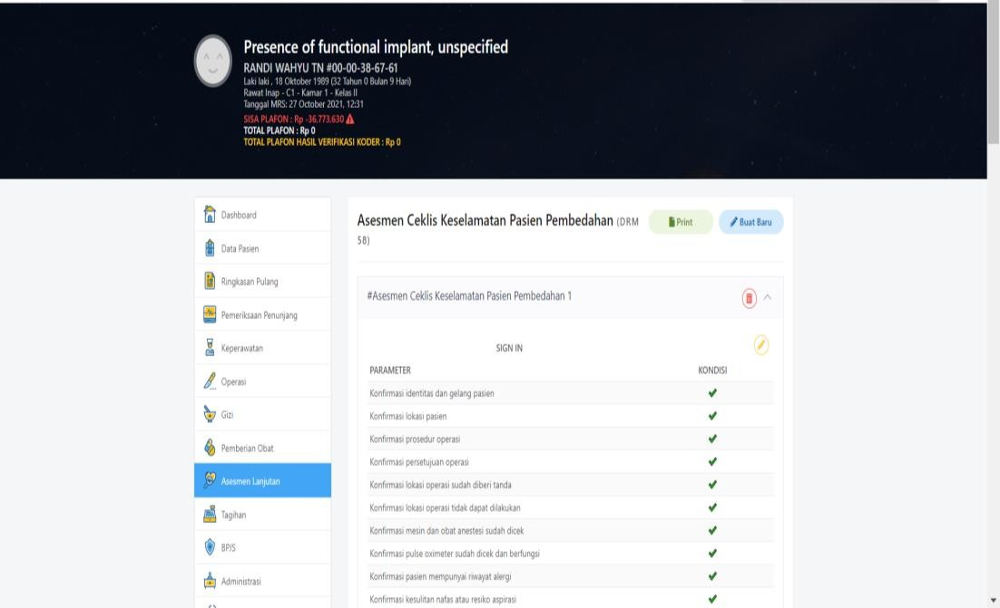 Presence of functional implant, unspecified
RANDI WAHYU TN #00-00-38-67-61
Laki laki , 18 Oktober 1989 (32 Tahun 0 Bulan 9 Hari)
Rawat Inap - C1 - Kamar 1 - Kelas II
Tanggal MRS: 27 October 2021, 12:31
SISA PLAFON : Rp -36,773,630
TOTAL PLAFON : Rp 0
TOTAL PLAFON HASIL VERIFIKASI KODER : Rp 0
Dashboard
Data Pasien
Ringkasan Pulang
Pemeriksaan Penunjang
Keperawatan
Operasi
Gizi
Pemberian Obat
Asesmen Lanjutan
Tagihan
BPJS
Administrasi
Asesmen Ceklis Keselamatan Pasien Pembedahan (DRM
58)
Print
Buat Baru
#Asesmen Ceklis Keselamatan Pasien Pembedahan 1
SIGN IN
PARAMETER KONDISI
Konfirmasi identitas dan gelang pasien
Konfirmasi lokasi pasien
Konfirmasi prosedur operasi
Konfirmasi persetujuan operasi
Konfirmasi lokasi operasi sudah diberi tanda
Konfirmasi lokasi operasi tidak dapat dilakukan
Konfirmasi mesin dan obat anestesi sudah dicek
Konfirmasi pulse oximeter sudah dicek dan berfungsi
Konfirmasi pasien mempunyai riwayat alergi
Konfirmasi kesulitan nafas atau resiko aspirasi